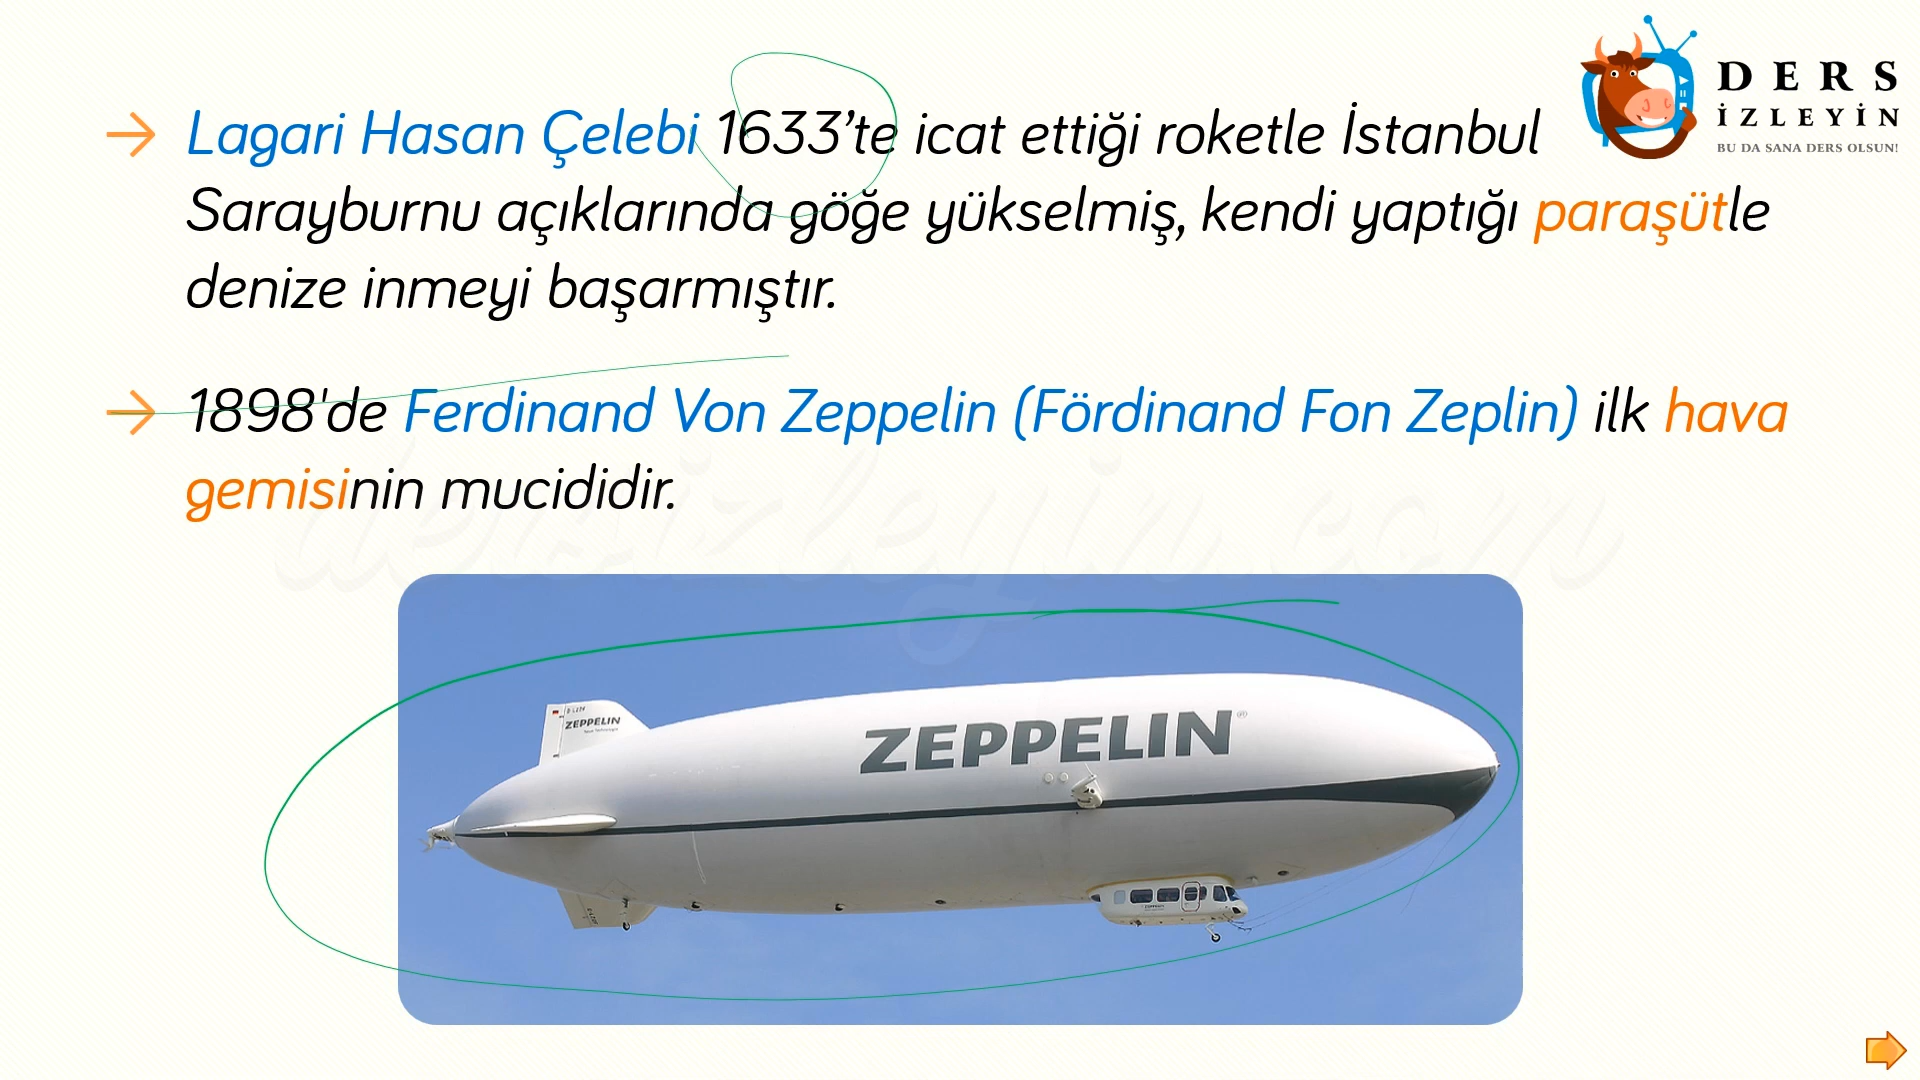 DERS
İZLEYİN
BU DA SANA DERS OLSUN!
→ Lagari Hasan Çelebi 1633’te icat ettiği roketle İstanbul
Sarayburnu açıklarında göğe yükselmiş, kendi yaptığı paraşütle
denize inmeyi başarmıştır.
→ 1898'de Ferdinand Von Zeppelin (Fördinand Fon Zeplin) ilk hava
gemisinin mucididir.
dersizleyin.com
ZEPPELIN
ZEPPELIN®